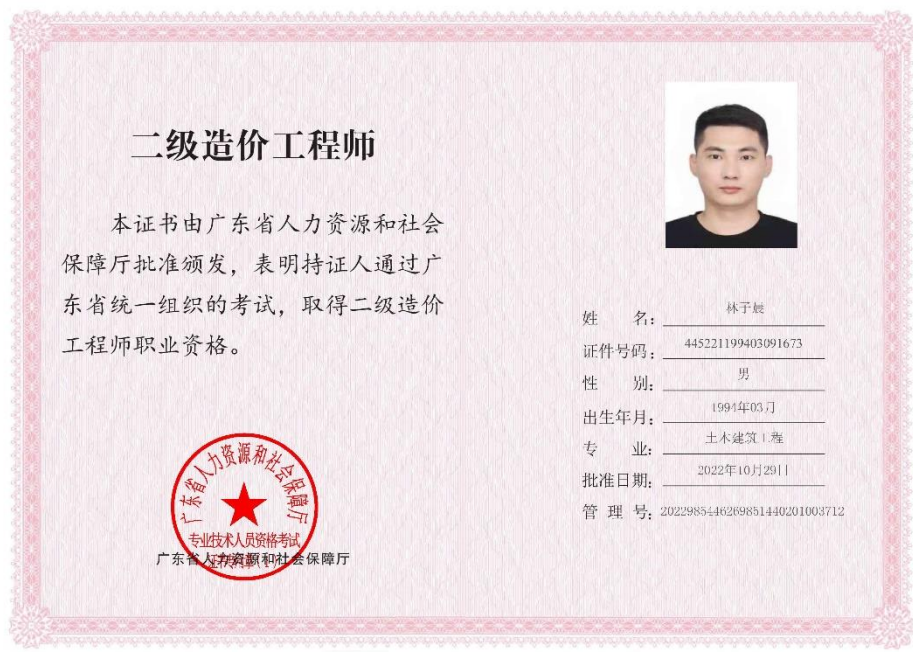 二级造价工程师
本证书由广东省人力资源和社会
保障厅批准颁发，表明持证人通过广
东省统一组织的考试，取得二级造价
工程师职业资格。
广东省人力资源和社会保障厅
专业技术人员资格考试
广东省人力资源和社会保障厅
姓 名：林子晨
证件号码：445221199403091673
性 别：男
出生年月：1994年03月
专 业：土木建筑工程
批准日期：2022年10月29日
管 理 号：20229854462698514402010037​12